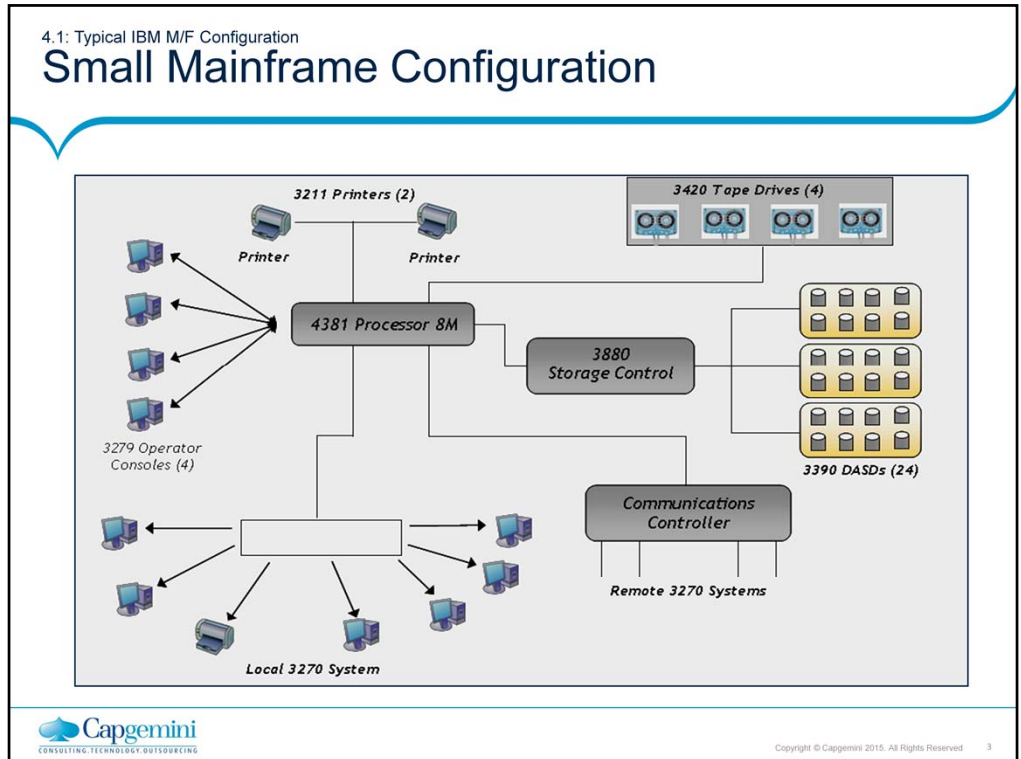 4.1: Typical IBM M/F Configuration
Small Mainframe Configuration
3211 Printers (2)
3420 Tape Drives (4)
Printer
Printer
4381 Processor 8M
3880
Storage Control
3279 Operator
Consoles (4)
3390 DASDs (24)
Communications
Controller
Remote 3270 Systems
Local 3270 System
Capgemini
CONSULTING.TECHNOLOGY.OUTSOURCING
Copyright © Capgemini 2015. All Rights Reserved 3